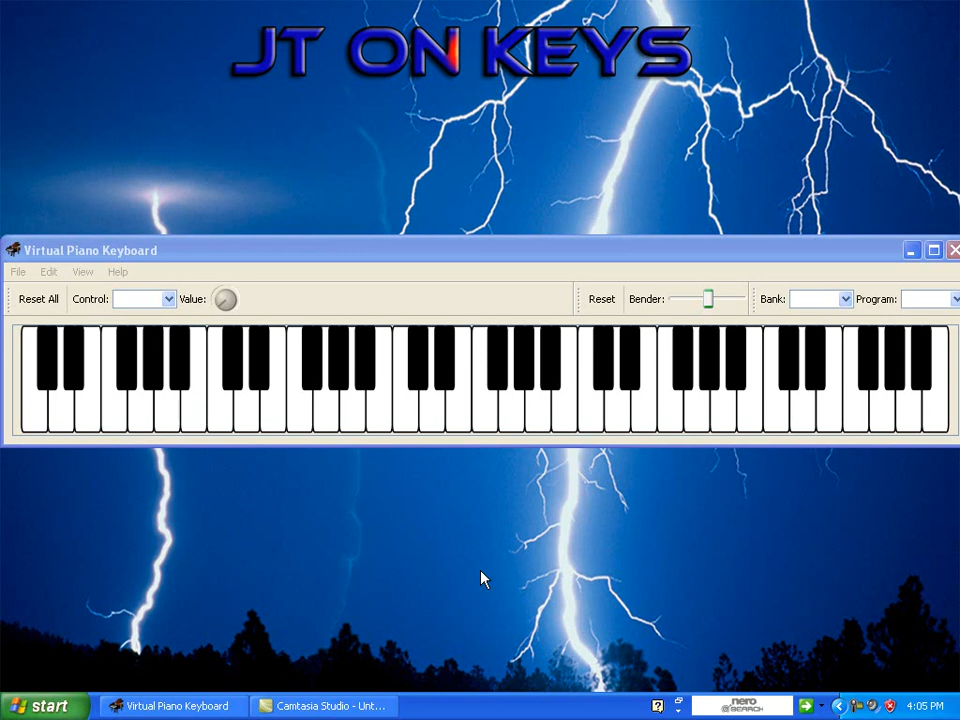 JT ON KEYS
Virtual Piano Keyboard
File Edit View Help
Reset All Control: Value: Reset Bender: Bank: Program:
start Virtual Piano Keyboard Camtasia Studio - Unt... nero 4:05 PM
SEARCH